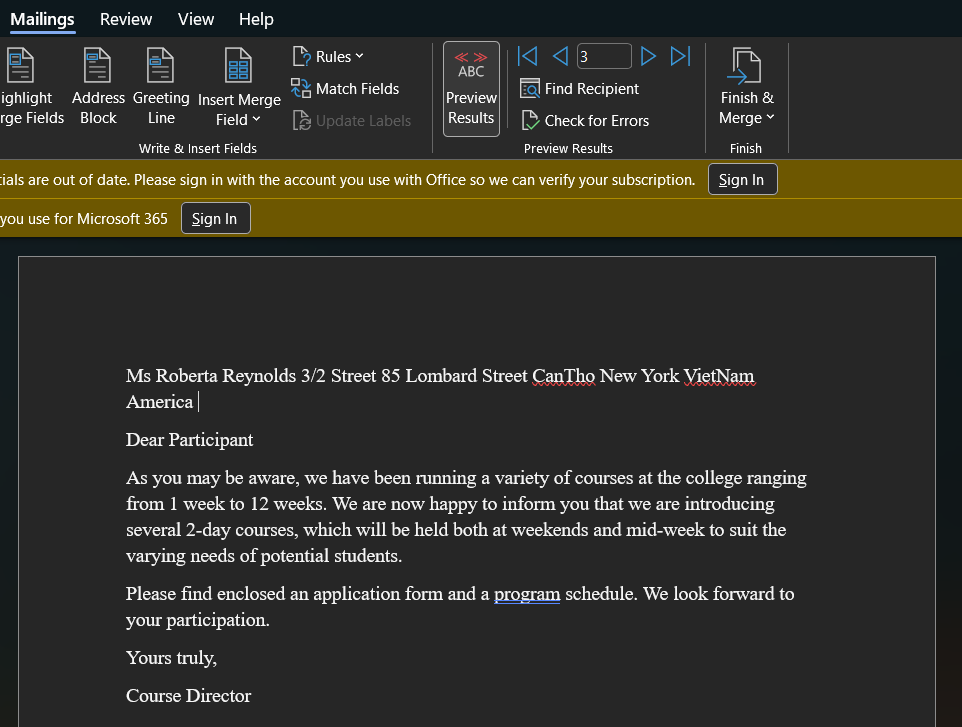 Mailings Review View Help
ighlight
rge Fields
Address
Block
Greeting
Line
Insert Merge
Field
Rules
Match Fields
Update Labels
ABC
Preview
Results
3
Find Recipient
Check for Errors
Finish &
Merge
Write & Insert Fields Preview Results Finish
tials are out of date. Please sign in with the account you use with Office so we can verify your subscription. Sign In
you use for Microsoft 365 Sign In
Ms Roberta Reynolds 3/2 Street 85 Lombard Street CanTho New York VietNam
America
Dear Participant
As you may be aware, we have been running a variety of courses at the college ranging
from 1 week to 12 weeks. We are now happy to inform you that we are introducing
several 2-day courses, which will be held both at weekends and mid-week to suit the
varying needs of potential students.
Please find enclosed an application form and a program schedule. We look forward to
your participation.
Yours truly,
Course Director